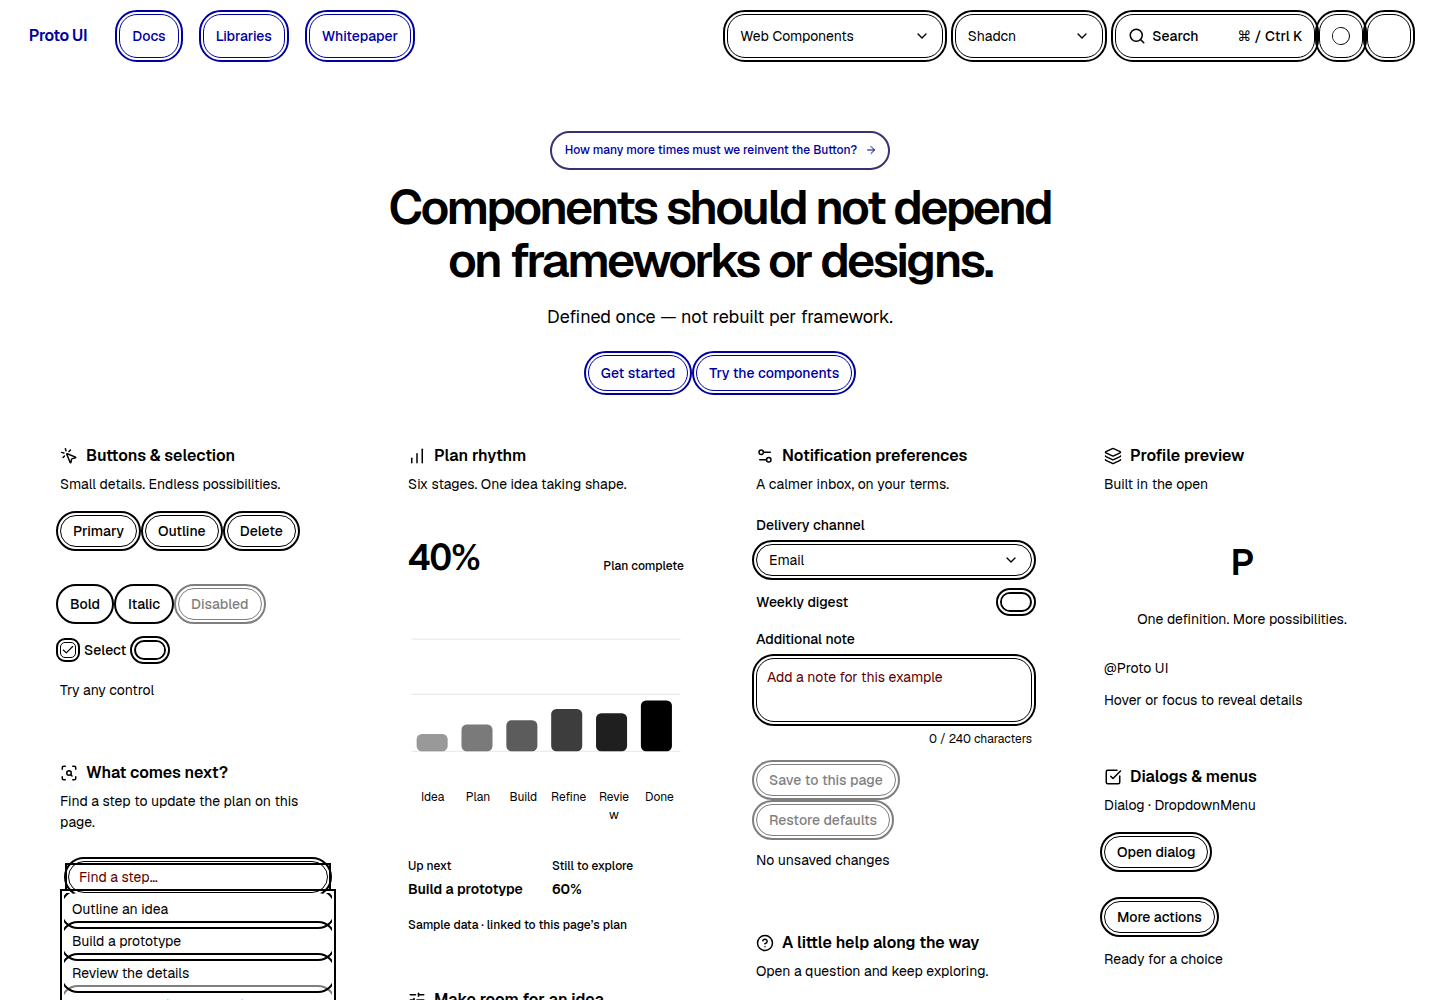 Proto UI
Docs
Libraries
Whitepaper
Web Components
Shadcn
Search
⌘ / Ctrl K
How many more times must we reinvent the Button?
Components should not depend
on frameworks or designs.
Defined once — not rebuilt per framework.
Get started
Try the components
Buttons & selection
Small details. Endless possibilities.
Primary
Outline
Delete
Bold
Italic
Disabled
Select
Try any control
What comes next?
Find a step to update the plan on this
page.
Find a step...
Outline an idea
Build a prototype
Review the details
Plan rhythm
Six stages. One idea taking shape.
40%
Plan complete
Idea
Plan
Build
Refine
Revie
w
Done
Up next
Still to explore
Build a prototype
60%
Sample data · linked to this page's plan
Make room for an idea
Notification preferences
A calmer inbox, on your terms.
Delivery channel
Email
Weekly digest
Additional note
Add a note for this example
0 / 240 characters
Save to this page
Restore defaults
No unsaved changes
A little help along the way
Open a question and keep exploring.
Profile preview
Built in the open
P
One definition. More possibilities.
@Proto UI
Hover or focus to reveal details
Dialogs & menus
Dialog · DropdownMenu
Open dialog
More actions
Ready for a choice